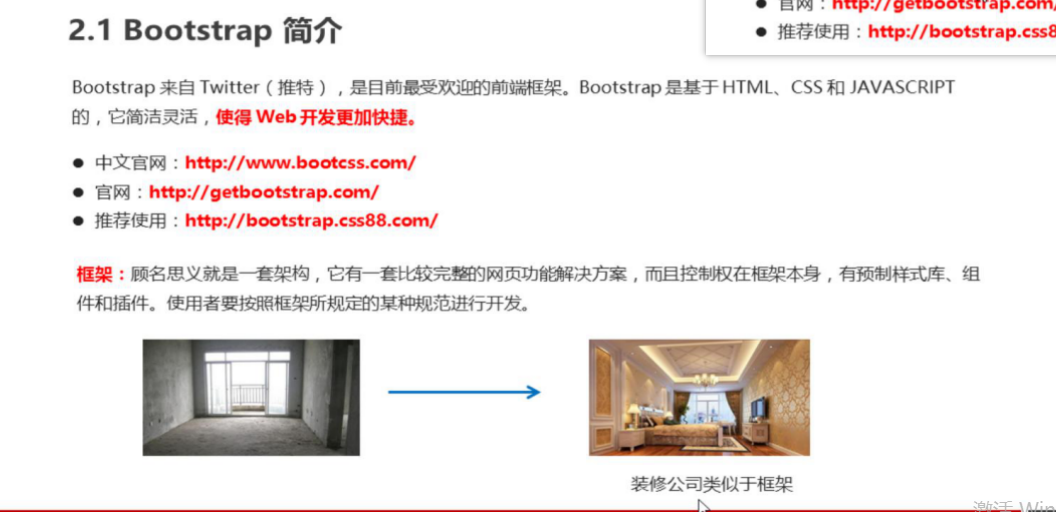 2.1 Bootstrap 简介
官网：http://getbootstrap.com/
推荐使用：http://bootstrap.css8
Bootstrap 来自 Twitter（推特），是目前最受欢迎的前端框架。Bootstrap 是基于 HTML、CSS 和 JAVASCRIPT
的，它简洁灵活，使得 Web 开发更加快捷。
● 中文官网：http://www.bootcss.com/
● 官网：http://getbootstrap.com/
● 推荐使用：http://bootstrap.css88.com/
框架：顾名思义就是一套架构，它有一套比较完整的网页功能解决方案，而且控制权在框架本身，有预制样式库、组
件和插件。使用者要按照框架所规定的某种规范进行开发。
装修公司类似于框架
激活 Win